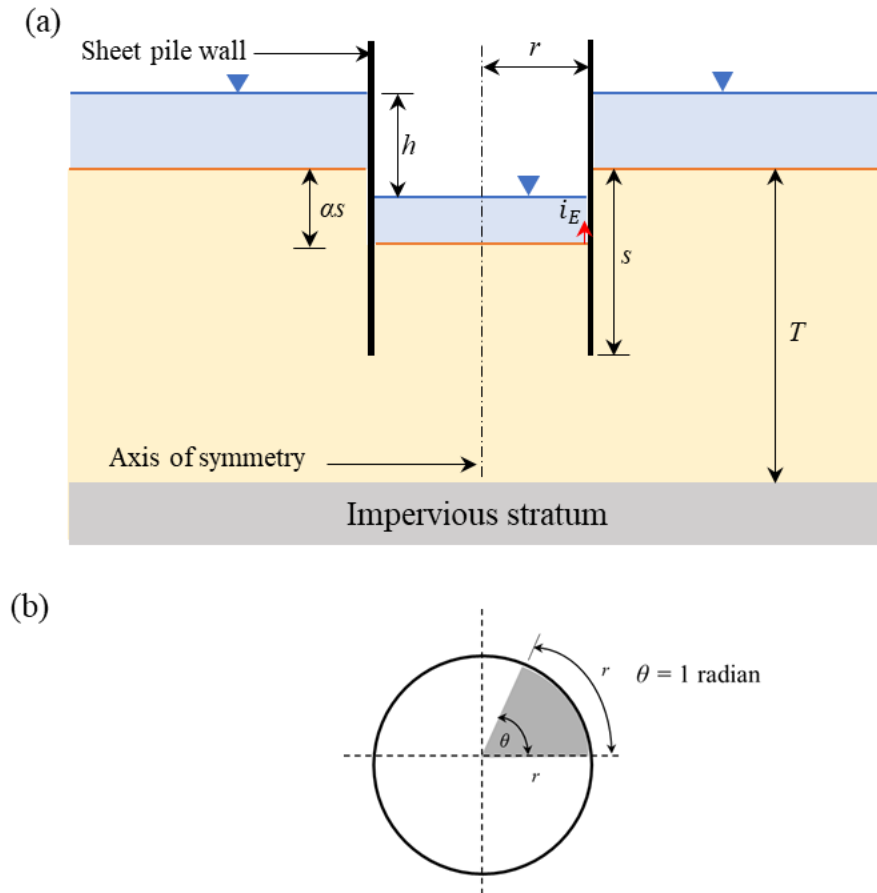 (a)
Sheet pile wall
r
h
αs
i_E
s
T
Axis of symmetry
Impervious stratum
(b)
r
θ = 1 radian
θ
r